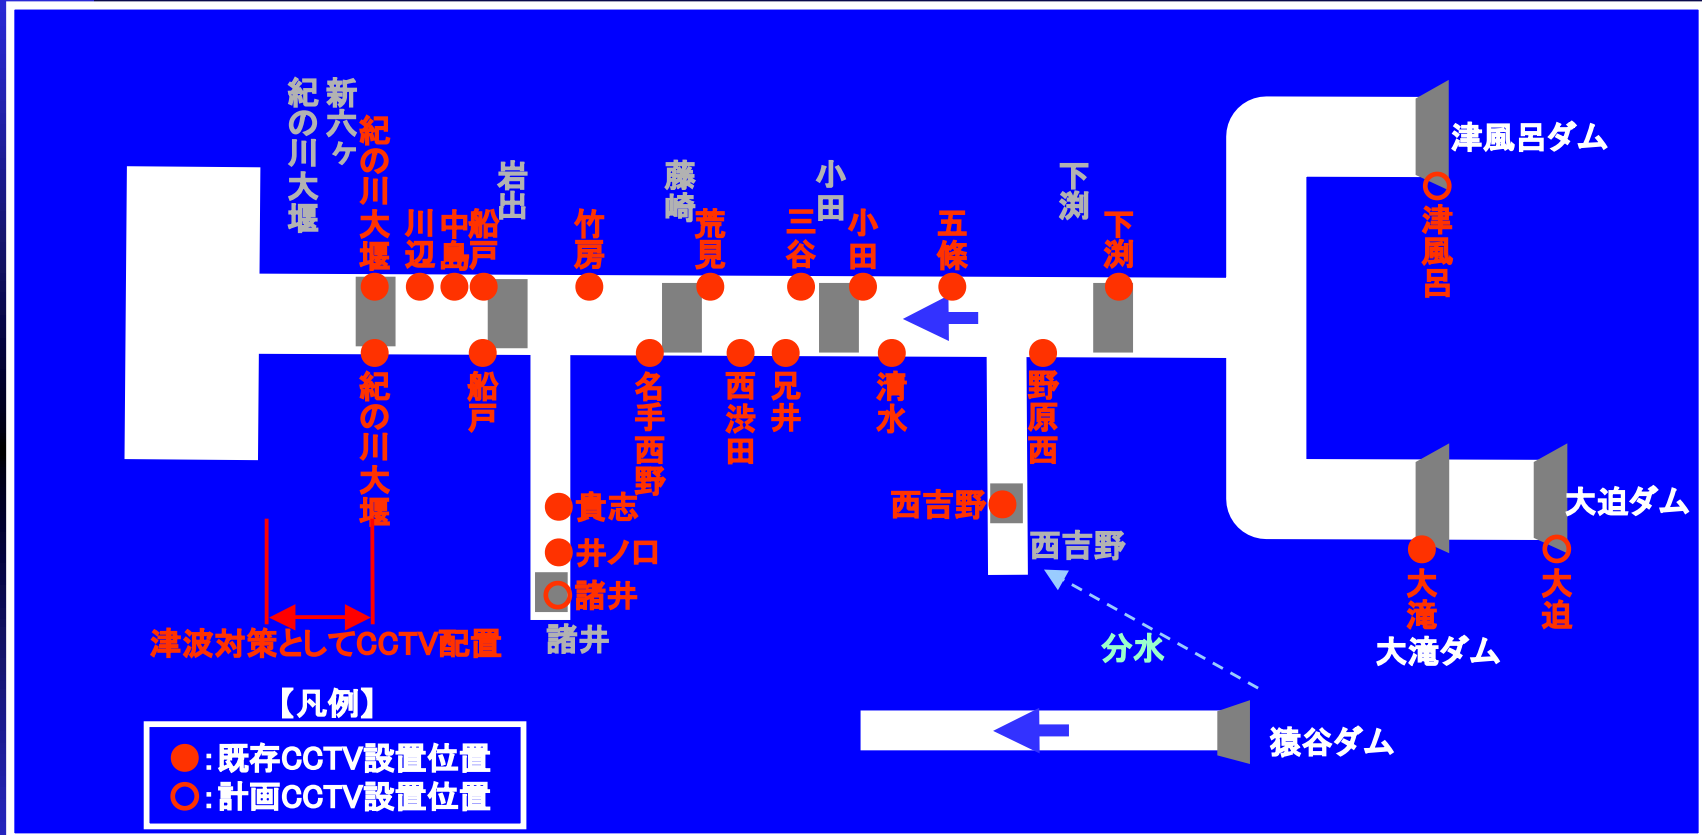 新六ヶ
紀の川大堰
岩出
藤崎
小田
下渕
津風呂ダム
紀の川大堰
川辺
中島
船戸
竹房
荒見
三谷
小田
五條
下渕
津風呂
紀の川大堰
船戸
名手西野
西渋田
兄井
清水
野原西
貴志
井ノ口
諸井
諸井
西吉野
西吉野
大迫ダム
大滝
大迫
大滝ダム
分水
津波対策としてCCTV配置
猿谷ダム
【凡例】
：既存CCTV設置位置
：計画CCTV設置位置